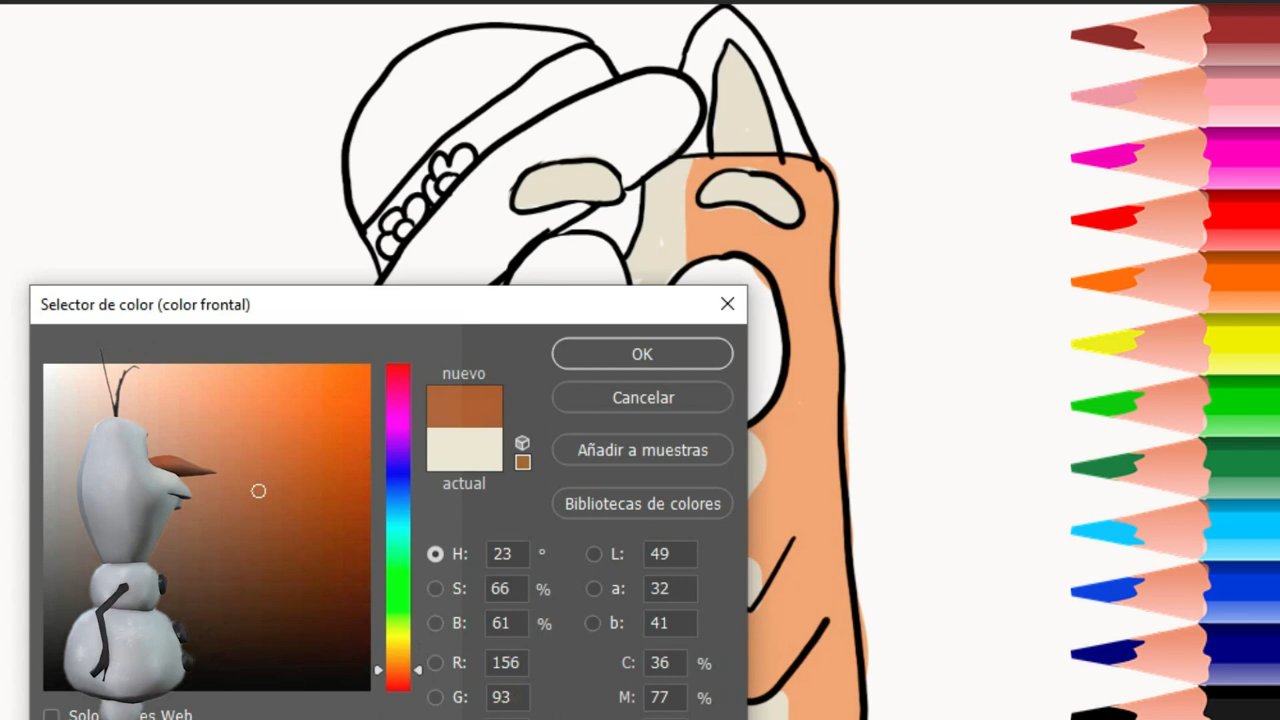 Selector de color (color frontal)
nuevo
actual
OK
Cancelar
Añadir a muestras
Bibliotecas de colores
H: 23 ° L: 49
S: 66 % a: 32
B: 61 % b: 41
R: 156 C: 36 %
G: 93 M: 77 %
Solo es Web